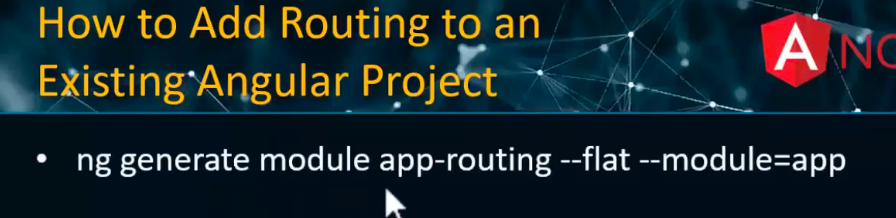 How to Add Routing to an
Existing Angular Project
A
• ng generate module app-routing --flat --module=app